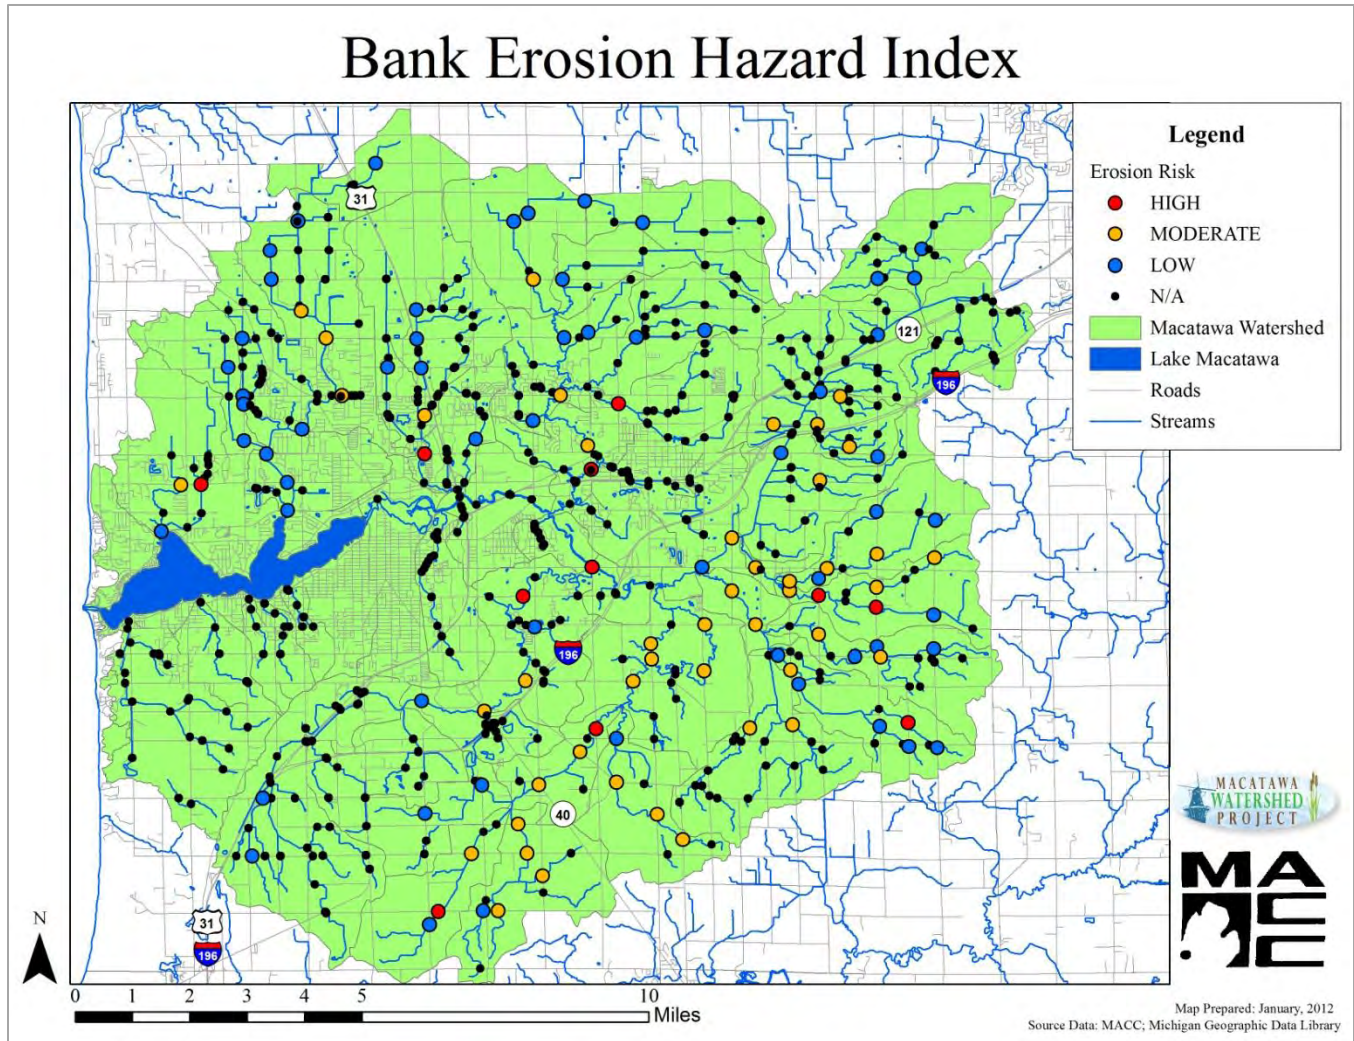 Bank Erosion Hazard Index
Legend
Erosion Risk
HIGH
MODERATE
LOW
N/A
Macatawa Watershed
Lake Macatawa
Roads
Streams
31
121
196
196
40
31
196
N
0 1 2 3 4 5 10
Miles
MACATAWA
WATERSHED
PROJECT
MACC
Map Prepared: January, 2012
Source Data: MACC; Michigan Geographic Data Library